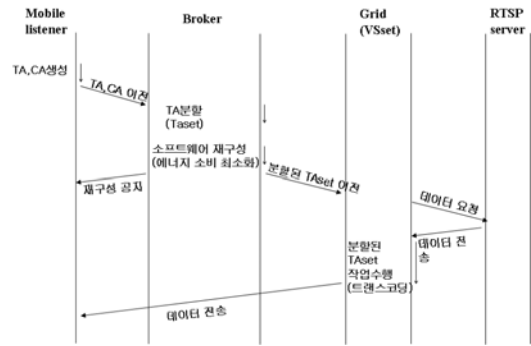 Mobile
listener
Broker
Grid
(VSset)
RTSP
server
TA,CA생성
TA,CA 이전
TA분할
(Taset)
소프트웨어 재구성
(에너지 소비 최소화)
재구성 공지
분할된 TAset 이전
데이터 요청
데이터 전
송
분할된
TAset
작업수행
(트랜스코딩)
데이터 전송